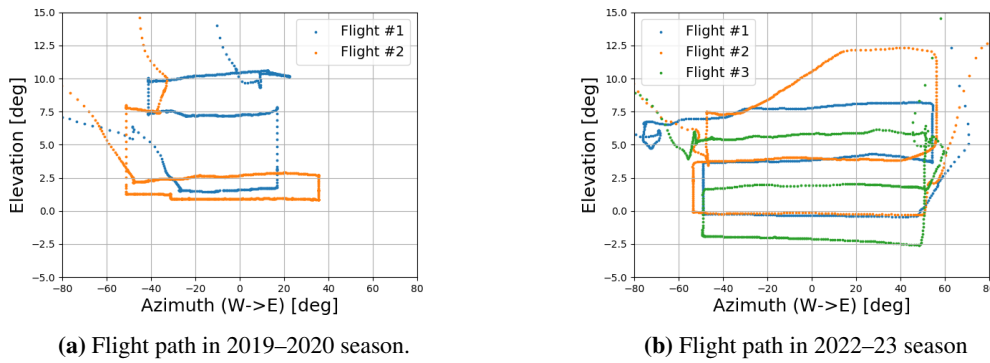 15.0
12.5
10.0
7.5
5.0
2.5
0.0
−2.5
−5.0
Elevation [deg]
Flight #1
Flight #2
−80 −60 −40 −20 0 20 40 60 80
Azimuth (W->E) [deg]
(a) Flight path in 2019–2020 season.
15.0
12.5
10.0
7.5
5.0
2.5
0.0
−2.5
−5.0
Elevation [deg]
Flight #1
Flight #2
Flight #3
−80 −60 −40 −20 0 20 40 60 80
Azimuth (W->E) [deg]
(b) Flight path in 2022–23 season